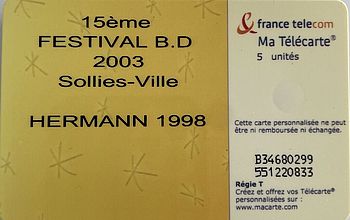 15ème
FESTIVAL B.D
2003
Sollies-Ville
HERMANN 1998
france telecom
Ma Télécarte®
5 unités
Cette carte personnalisée ne peut
être ni remboursée ni échangée.
B34680299
551220833
Régie T
Créez et offrez vos Télécarte®
personnalisées sur :
www.macarte.com